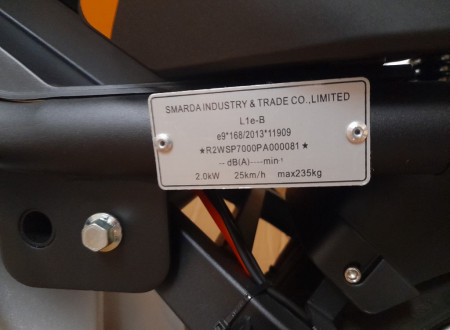 SMARDA INDUSTRY & TRADE CO.,LIMITED
L1e-B
e9*168/2013*11909
★R2WSP7000PA000081★
-- dB(A)----min-¹
2.0kW 25km/h max235kg